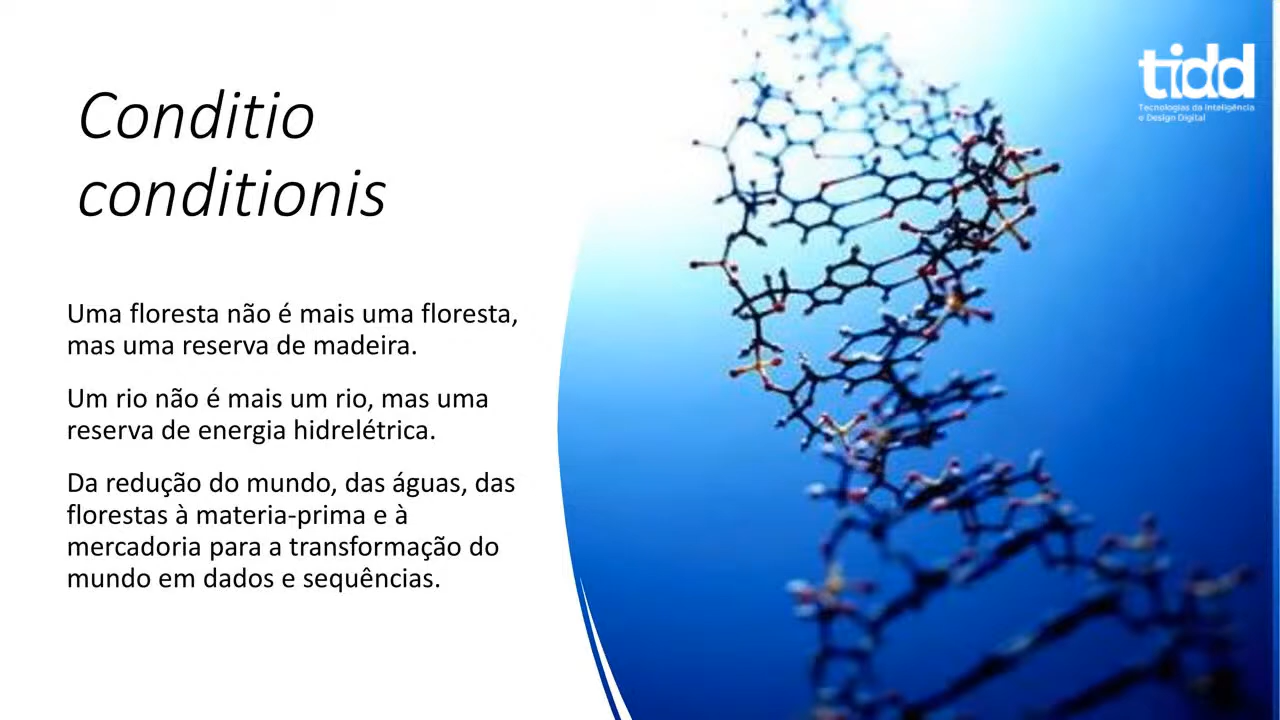 Conditio
conditionis
Uma floresta não é mais uma floresta,
mas uma reserva de madeira.
Um rio não é mais um rio, mas uma
reserva de energia hidrelétrica.
Da redução do mundo, das águas, das
florestas à materia-prima e à
mercadoria para a transformação do
mundo em dados e sequências.
tidd
Tecnologias da Inteligência
e Design Digital